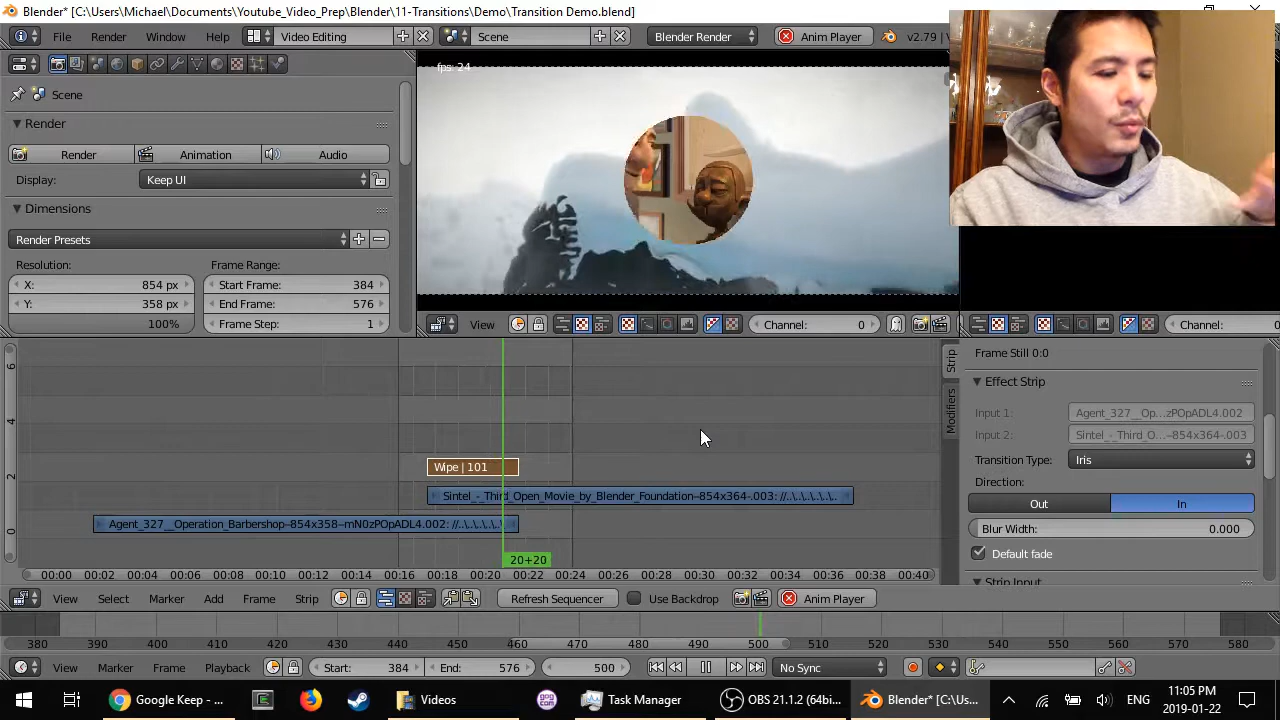 Blender* [C:\Users\Michael\Documents\Youtube_Video_Prep\Blender\11-Transitions\Demo\Transition Demo.blend]
File Render Window Help Video Editing Scene Blender Render Anim Player v2.79 |
fps: 24
Scene
Render
Render Animation Audio
Display: Keep UI
Dimensions
Render Presets
Resolution: Frame Range:
X: 854 px Start Frame: 384
Y: 358 px End Frame: 576
100% Frame Step: 1
View Channel: 0 Channel:
6
4
2
0
Wipe | 101
Sintel_-_Third_Open_Movie_by_Blender_Foundation--854x364-.003: //..\..\..\..\..
Agent_327__Operation_Barbershop--854x358--mN0zPOpADL4.002: //..\..\..\..\
20+20
00:00 00:02 00:04 00:06 00:08 00:10 00:12 00:14 00:16 00:18 00:20 00:22 00:24 00:26 00:28 00:30 00:32 00:34 00:36 00:38 00:40
Strip
Modifiers
Frame Still 0:0
Effect Strip
Input 1: Agent_327__Op...zPOpADL4.002
Input 2: Sintel_-_Third_O...–854x364-.003
Transition Type: Iris
Direction:
Out In
Blur Width: 0.000
Default fade
Strip Input
View Select Marker Add Frame Strip Refresh Sequencer Use Backdrop Anim Player
380 390 400 410 420 430 440 450 460 470 480 490 500 510 520 530 540 550 560 570 580
View Marker Frame Playback Start: 384 End: 576 500 No Sync
Google Keep - ... Videos Task Manager OBS 21.1.2 (64bi... Blender* [C:\Us... ENG
11:05 PM
2019-01-22